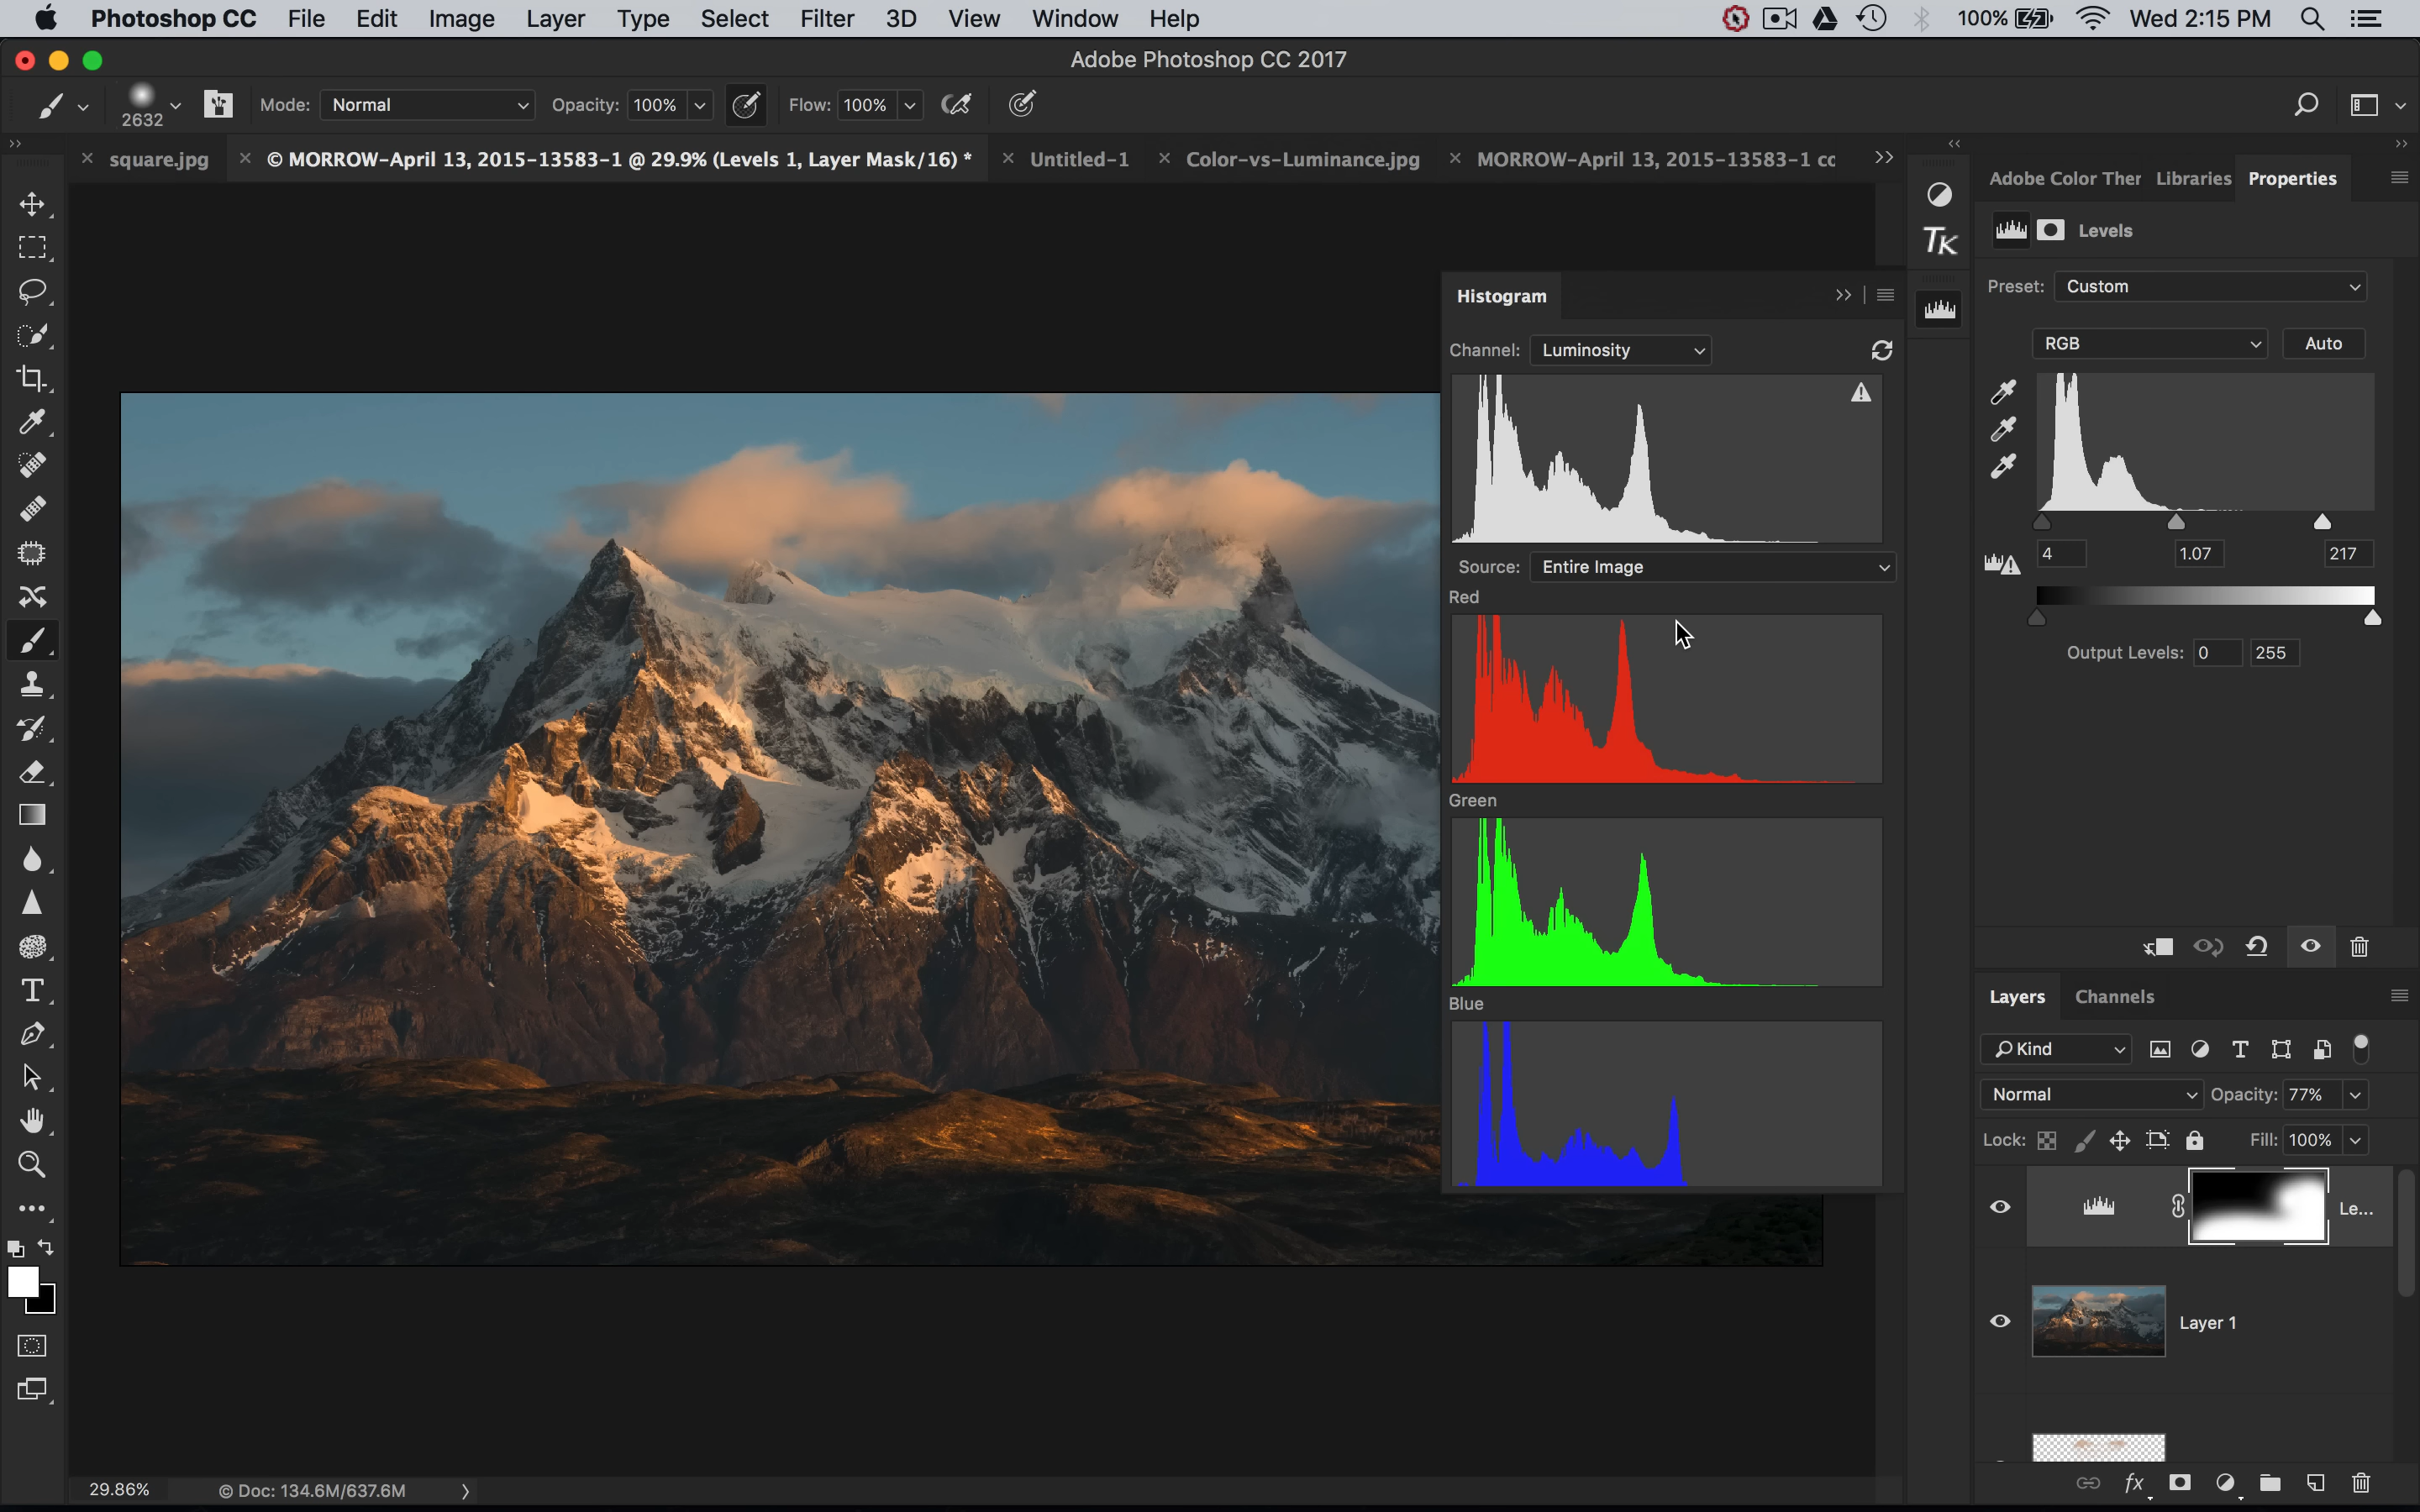 Photoshop CC File Edit Image Layer Type Select Filter 3D View Window Help 100% Wed 2:15 PM
Adobe Photoshop CC 2017
2632 Mode: Normal Opacity: 100% Flow: 100%
square.jpg © MORROW-April 13, 2015-13583-1 @ 29.9% (Levels 1, Layer Mask/16) * Untitled-1 Color-vs-Luminance.jpg MORROW-April 13, 2015-13583-1 cc
Adobe Color Ther Libraries Properties
TK
Levels
Preset: Custom
RGB Auto
4 1.07 217
Output Levels: 0 255
Histogram
Channel: Luminosity
Source: Entire Image
Red
Green
Blue
Layers Channels
Kind
Normal Opacity: 77%
Lock: Fill: 100%
Le...
Layer 1
fx
29.86% © Doc: 134.6M/637.6M